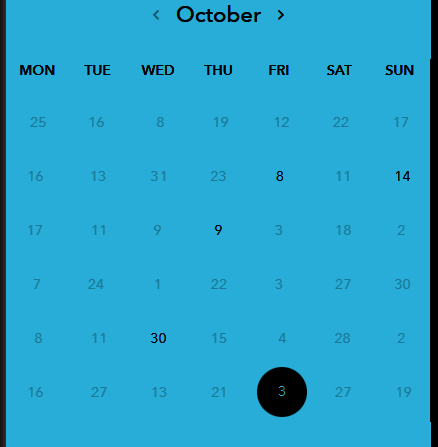 ‹ October ›
MON TUE WED THU FRI SAT SUN
25 16 8 19 12 22 17
16 13 31 23 8 11 14
17 11 9 9 3 18 2
7 24 1 22 3 27 30
8 11 30 15 4 28 2
16 27 13 21 3 27 19